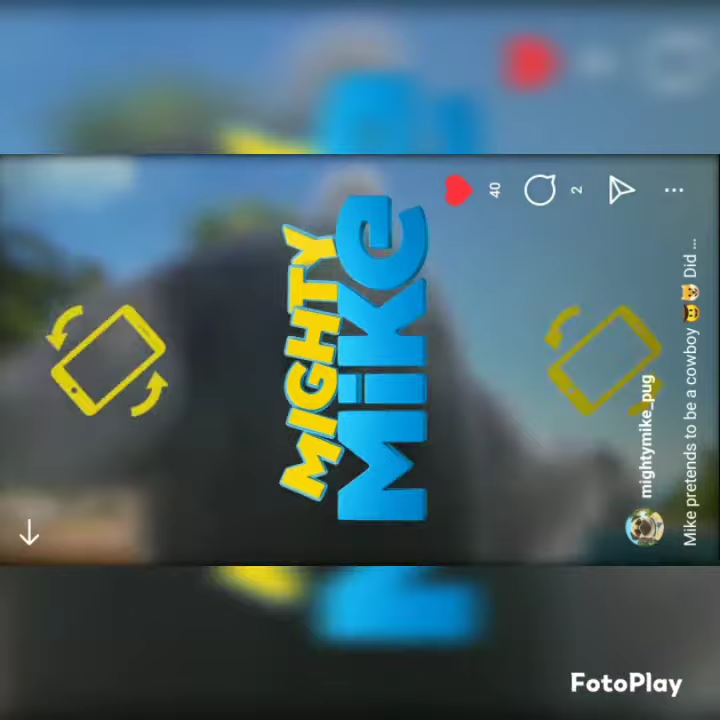 MIGHTY
MiKe
40
2
mightymike_pug
Mike pretends to be a cowboy 🤠 🐶 Did ...
FotoPlay